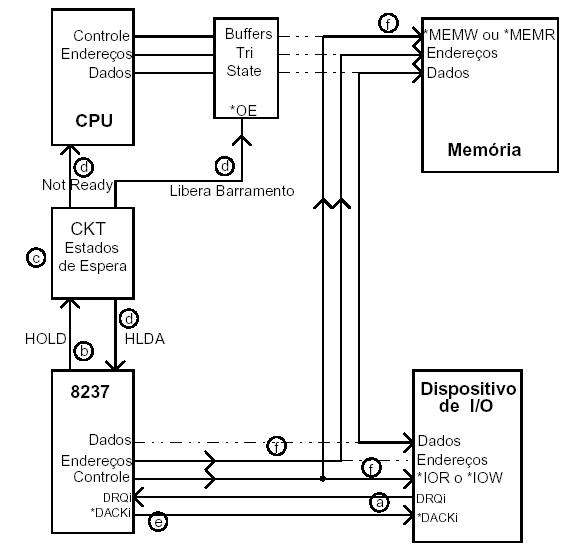 Controle
Endereços
Dados
CPU
Buffers
Tri
State
*OE
f
*MEMW ou *MEMR
Endereços
Dados
Memória
d
Not Ready
d
Libera Barramento
CKT
Estados
de Espera
c
HOLD
b
d
HLDA
8237
Dados
Endereços
Controle
DRQi
*DACKi
f
f
a
e
Dispositivo
de I/O
Dados
Endereços
*IOR o *IOW
DRQi
*DACKi